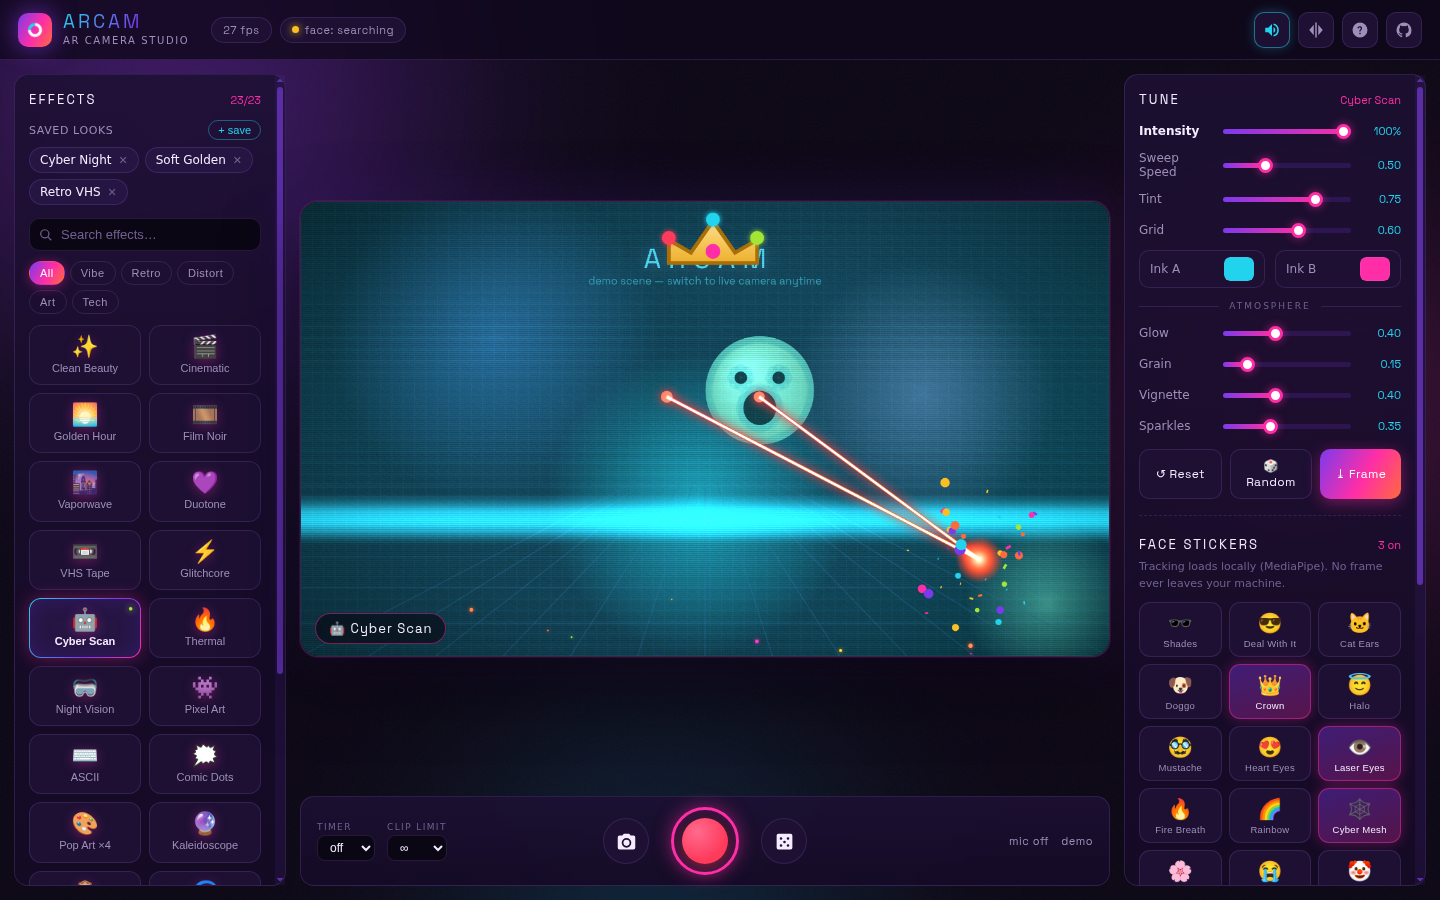 ARCAM
AR CAMERA STUDIO
27 fps
face: searching
EFFECTS
23/23
SAVED LOOKS
+ save
Cyber Night ×
Soft Golden ×
Retro VHS ×
Search effects…
All
Vibe
Retro
Distort
Art
Tech
Clean Beauty
Cinematic
Golden Hour
Film Noir
Vaporwave
Duotone
VHS Tape
Glitchcore
Cyber Scan
Thermal
Night Vision
Pixel Art
ASCII
Comic Dots
Pop Art ×4
Kaleidoscope
ARCAM
demo scene — switch to live camera anytime
Cyber Scan
TIMER
off
CLIP LIMIT
∞
mic off
demo
TUNE
Cyber Scan
Intensity
100%
Sweep
Speed
0.50
Tint
0.75
Grid
0.60
Ink A
Ink B
ATMOSPHERE
Glow
0.40
Grain
0.15
Vignette
0.40
Sparkles
0.35
↺ Reset
Random
⤓ Frame
FACE STICKERS
3 on
Tracking loads locally (MediaPipe). No frame
ever leaves your machine.
Shades
Deal With It
Cat Ears
Doggo
Crown
Halo
Mustache
Heart Eyes
Laser Eyes
Fire Breath
Rainbow
Cyber Mesh